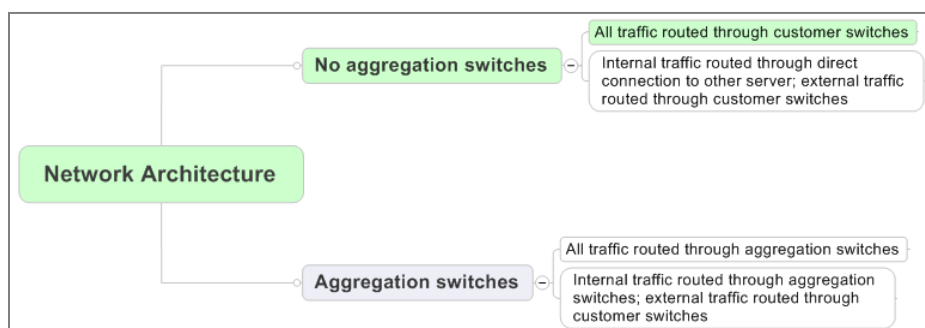 All traffic routed through customer switches
No aggregation switches
Internal traffic routed through direct
connection to other server; external traffic
routed through customer switches
Network Architecture
All traffic routed through aggregation switches
Aggregation switches
Internal traffic routed through aggregation
switches; external traffic routed through
customer switches